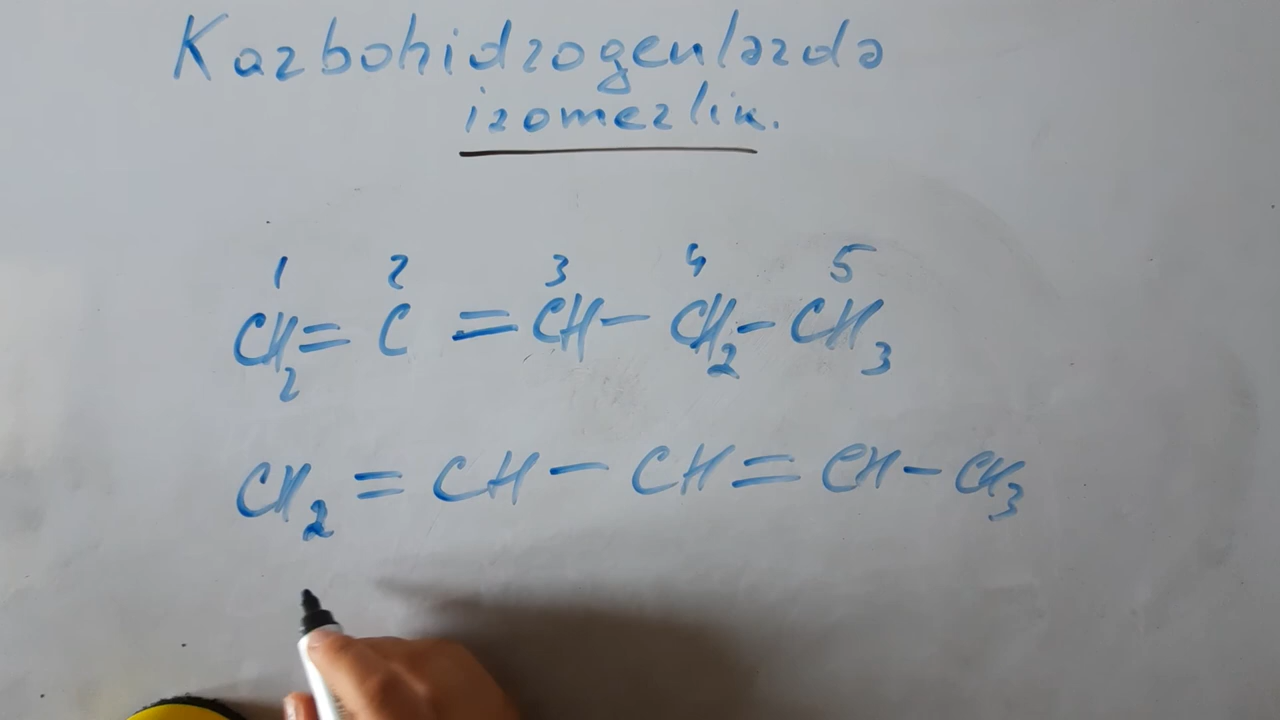 Karbohidrogenlərdə
izomerlik.
1 2 3 4 5
CH₂ = C = CH – CH₂ – CH₃
CH₂ = CH – CH = CH – CH₃